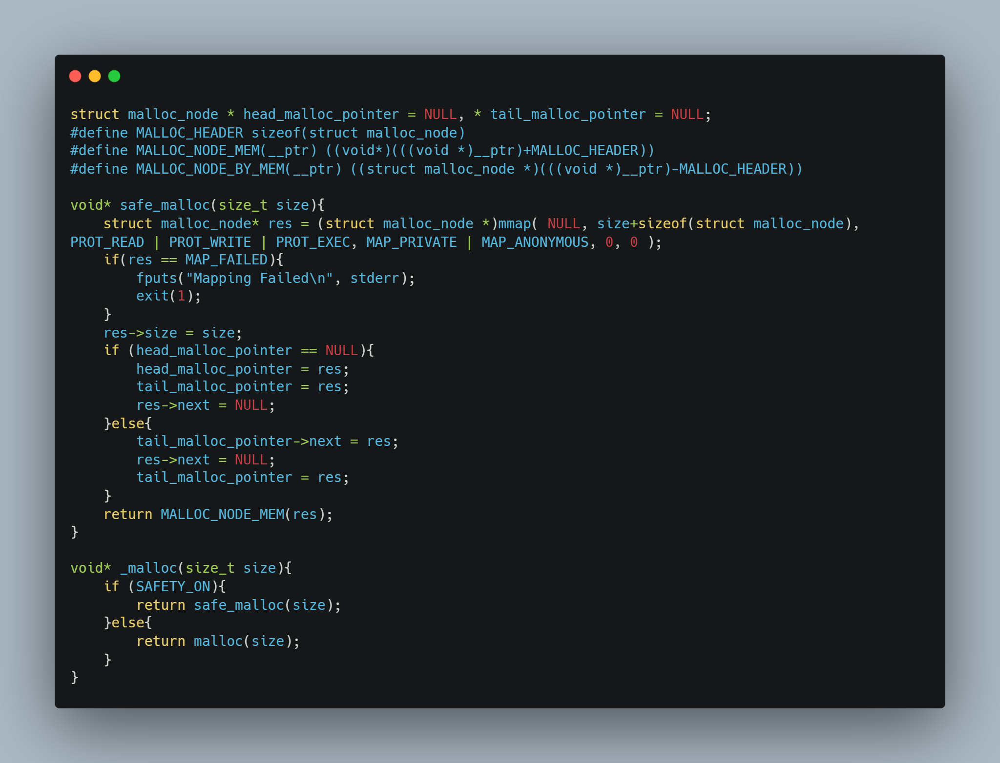 struct malloc_node * head_malloc_pointer = NULL, * tail_malloc_pointer = NULL;
#define MALLOC_HEADER sizeof(struct malloc_node)
#define MALLOC_NODE_MEM(__ptr) ((void*)(((void *)__ptr)+MALLOC_HEADER))
#define MALLOC_NODE_BY_MEM(__ptr) ((struct malloc_node *)(((void *)__ptr)-MALLOC_HEADER))

void* safe_malloc(size_t size){
    struct malloc_node* res = (struct malloc_node *)mmap( NULL, size+sizeof(struct malloc_node),
PROT_READ | PROT_WRITE | PROT_EXEC, MAP_PRIVATE | MAP_ANONYMOUS, 0, 0 );
    if(res == MAP_FAILED){
        fputs("Mapping Failed\n", stderr);
        exit(1);
    }
    res->size = size;
    if (head_malloc_pointer == NULL){
        head_malloc_pointer = res;
        tail_malloc_pointer = res;
        res->next = NULL;
    }else{
        tail_malloc_pointer->next = res;
        res->next = NULL;
        tail_malloc_pointer = res;
    }
    return MALLOC_NODE_MEM(res);
}

void* _malloc(size_t size){
    if (SAFETY_ON){
        return safe_malloc(size);
    }else{
        return malloc(size);
    }
}